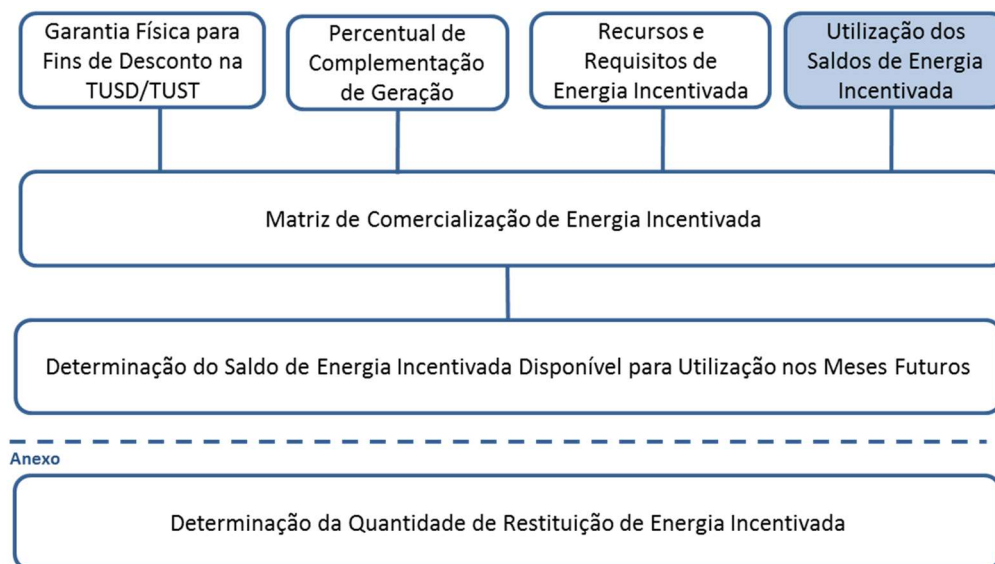 Garantia Física para
Fins de Desconto na
TUSD/TUST
Percentual de
Complementação
de Geração
Recursos e
Requisitos de
Energia Incentivada
Utilização dos
Saldos de Energia
Incentivada
Matriz de Comercialização de Energia Incentivada
Determinação do Saldo de Energia Incentivada Disponível para Utilização nos Meses Futuros
Anexo
Determinação da Quantidade de Restituição de Energia Incentivada